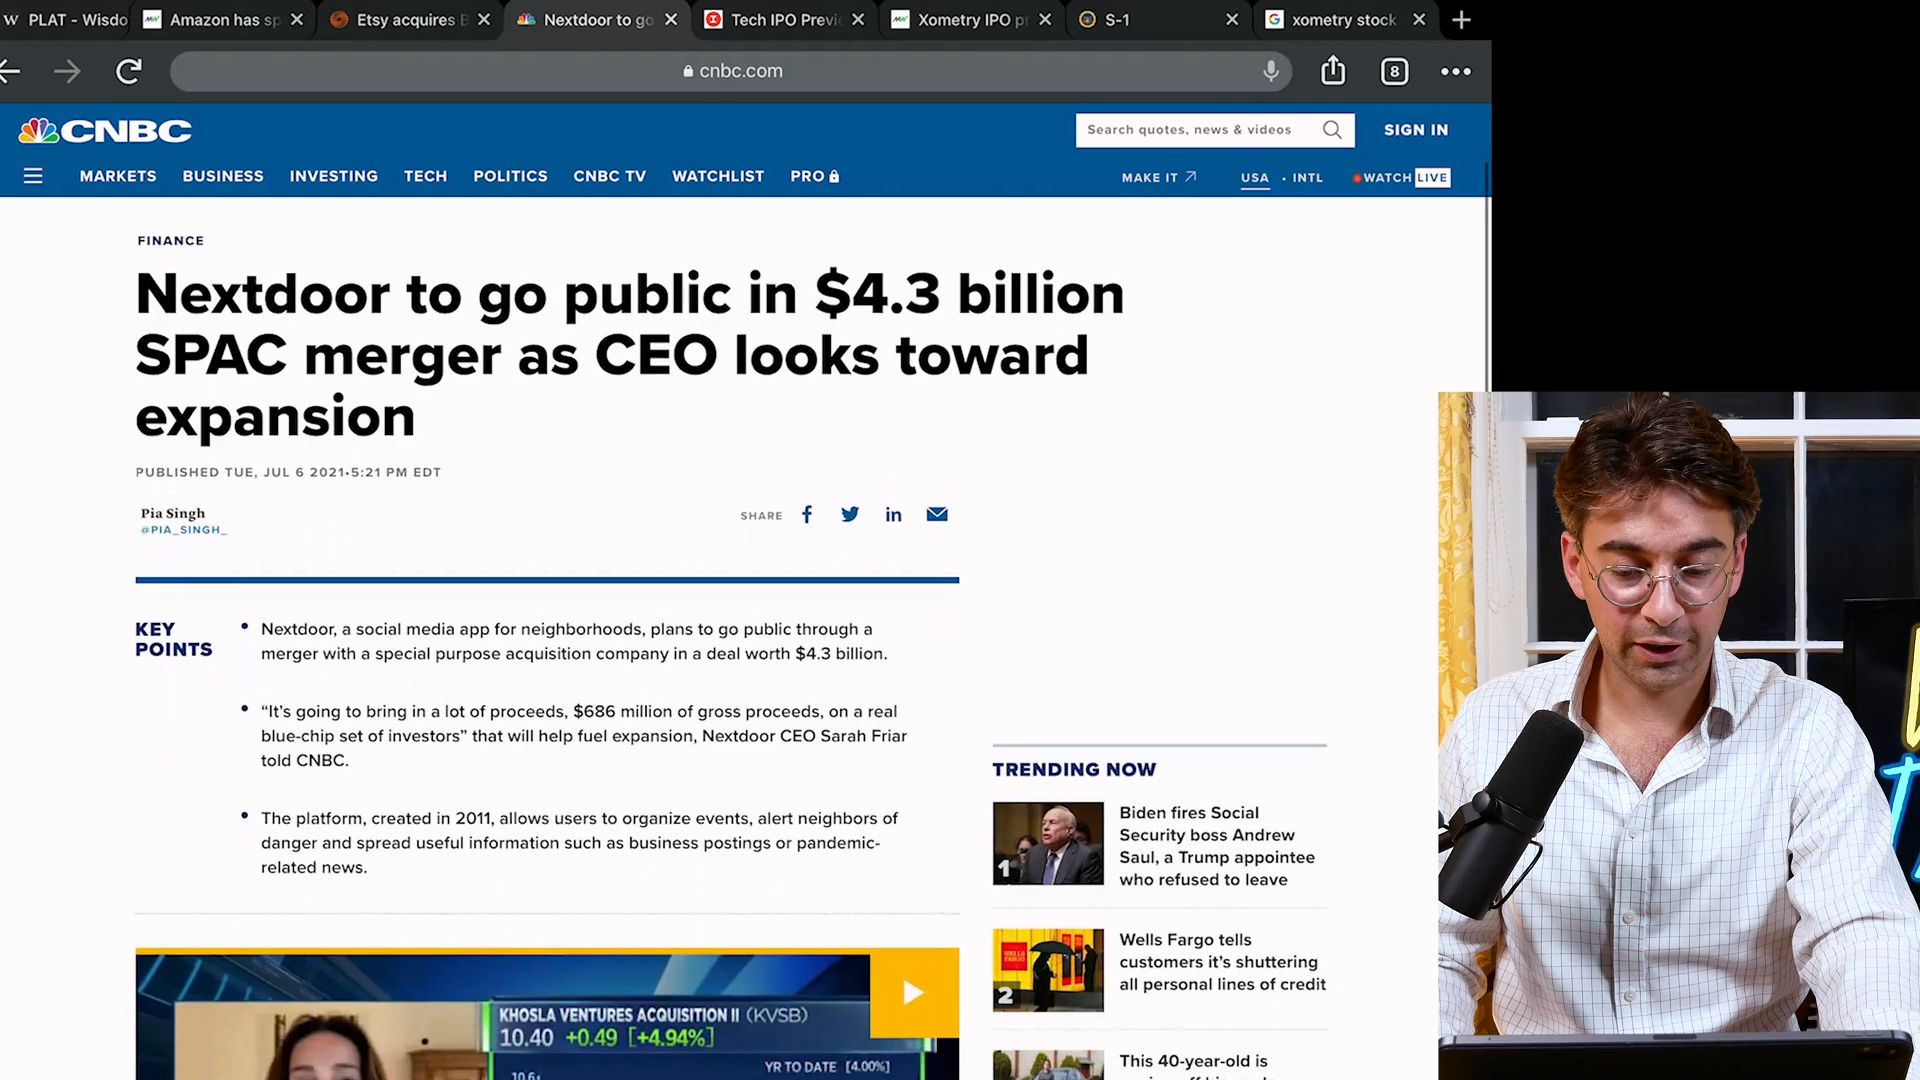 W PLAT - Wisdo
Amazon has sp
Etsy acquires
Nextdoor to go
Tech IPO Previ
Xometry IPO p
S-1
xometry stock
cnbc.com
8
CNBC
Search quotes, news & videos
SIGN IN
MARKETS BUSINESS INVESTING TECH POLITICS CNBC TV WATCHLIST PRO
MAKE IT USA · INTL WATCH LIVE
FINANCE
Nextdoor to go public in $4.3 billion
SPAC merger as CEO looks toward
expansion
PUBLISHED TUE, JUL 6 2021•5:21 PM EDT
Pia Singh
@PIA_SINGH_
SHARE
KEY
POINTS
• Nextdoor, a social media app for neighborhoods, plans to go public through a
merger with a special purpose acquisition company in a deal worth $4.3 billion.
• “It’s going to bring in a lot of proceeds, $686 million of gross proceeds, on a real
blue-chip set of investors” that will help fuel expansion, Nextdoor CEO Sarah Friar
told CNBC.
• The platform, created in 2011, allows users to organize events, alert neighbors of
danger and spread useful information such as business postings or pandemic-
related news.
KHOSLA VENTURES ACQUISITION II (KVSB)
10.40 +0.49 [+4.94%]
YR TO DATE [4.00%]
TRENDING NOW
1
Biden fires Social
Security boss Andrew
Saul, a Trump appointee
who refused to leave
WELLS
FARGO
2
Wells Fargo tells
customers it’s shuttering
all personal lines of credit
This 40-year-old is